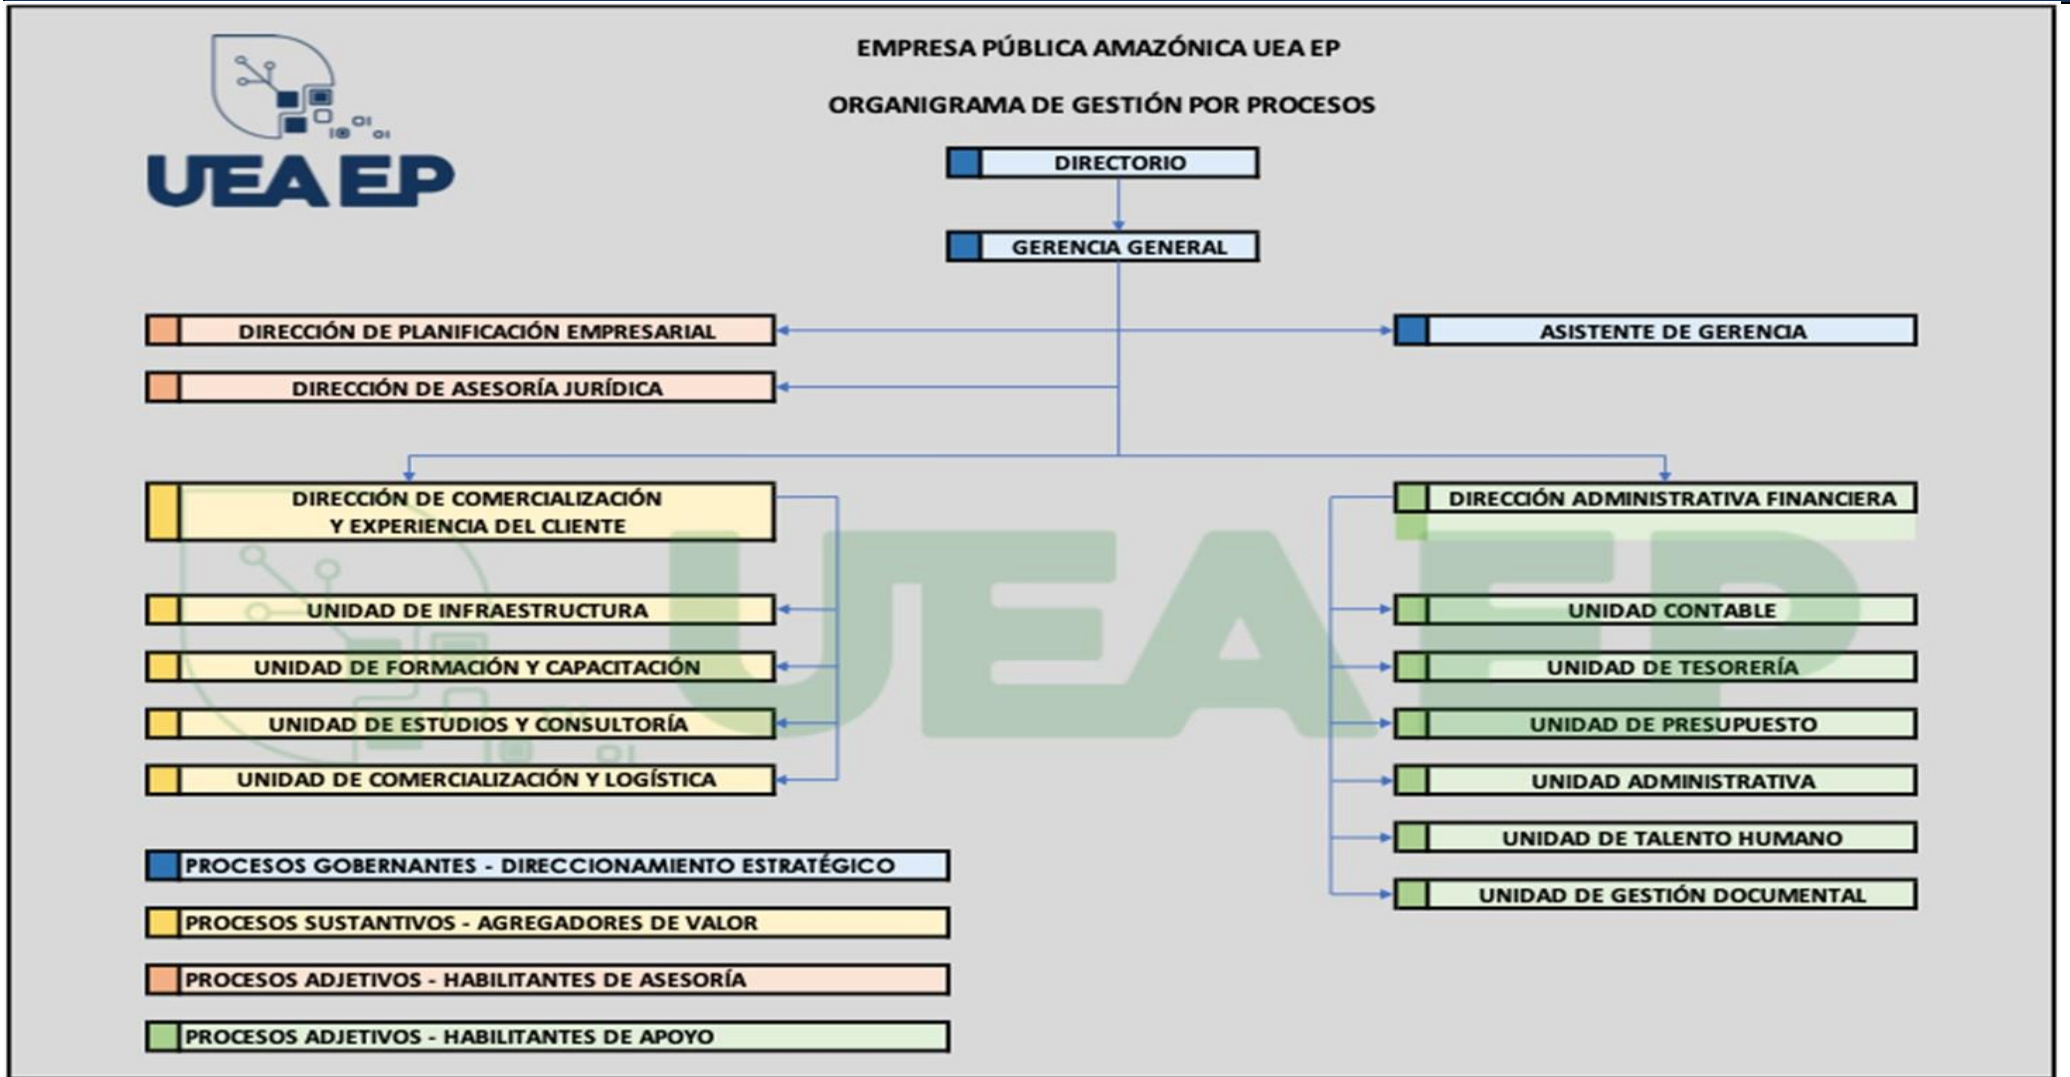 EMPRESA PÚBLICA AMAZÓNICA UEA EP
ORGANIGRAMA DE GESTIÓN POR PROCESOS
UEA EP
DIRECTORIO
GERENCIA GENERAL
DIRECCIÓN DE PLANIFICACIÓN EMPRESARIAL
ASISTENTE DE GERENCIA
DIRECCIÓN DE ASESORÍA JURÍDICA
DIRECCIÓN DE COMERCIALIZACIÓN
Y EXPERIENCIA DEL CLIENTE
UNIDAD DE INFRAESTRUCTURA
UNIDAD DE FORMACIÓN Y CAPACITACIÓN
UNIDAD DE ESTUDIOS Y CONSULTORÍA
UNIDAD DE COMERCIALIZACIÓN Y LOGÍSTICA
DIRECCIÓN ADMINISTRATIVA FINANCIERA
UNIDAD CONTABLE
UNIDAD DE TESORERÍA
UNIDAD DE PRESUPUESTO
UNIDAD ADMINISTRATIVA
UNIDAD DE TALENTO HUMANO
UNIDAD DE GESTIÓN DOCUMENTAL
UEA EP
PROCESOS GOBERNANTES - DIRECCIONAMIENTO ESTRATÉGICO
PROCESOS SUSTANTIVOS - AGREGADORES DE VALOR
PROCESOS ADJETIVOS - HABILITANTES DE ASESORÍA
PROCESOS ADJETIVOS - HABILITANTES DE APOYO